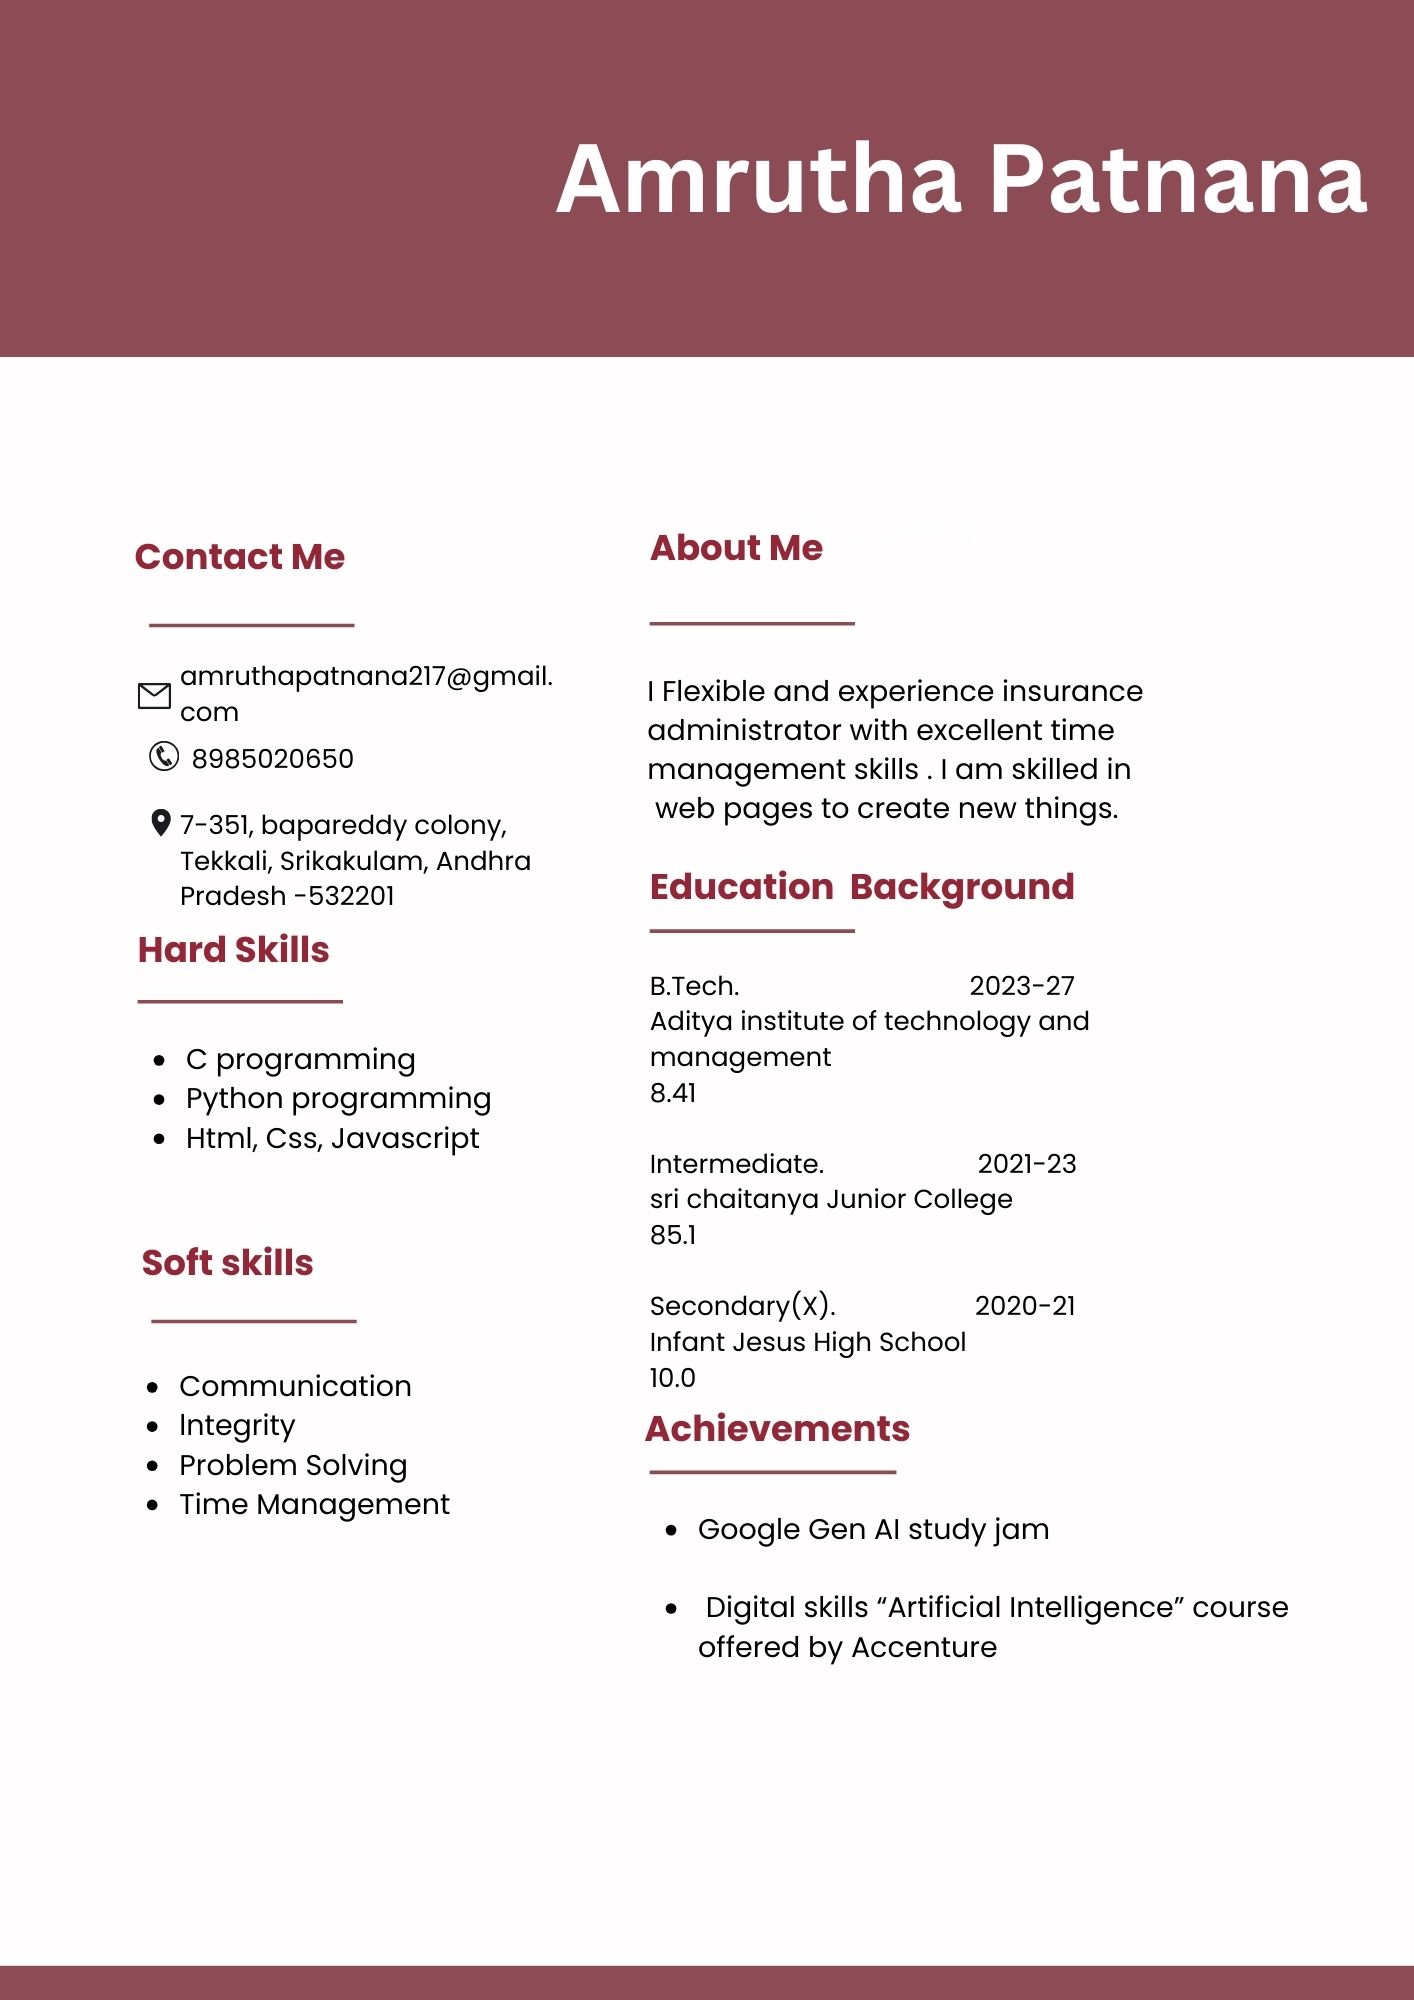 Amrutha Patnana
Contact Me
amruthapatnana217@gmail.
com
8985020650
7-351, bapareddy colony,
Tekkali, Srikakulam, Andhra
Pradesh -532201
Hard Skills
• C programming
• Python programming
• Html, Css, Javascript
Soft skills
• Communication
• Integrity
• Problem Solving
• Time Management
About Me
I Flexible and experience insurance
administrator with excellent time
management skills . I am skilled in
web pages to create new things.
Education Background
B.Tech. 2023-27
Aditya institute of technology and
management
8.41
Intermediate. 2021-23
sri chaitanya Junior College
85.1
Secondary(X). 2020-21
Infant Jesus High School
10.0
Achievements
• Google Gen AI study jam
• Digital skills “Artificial Intelligence” course
offered by Accenture